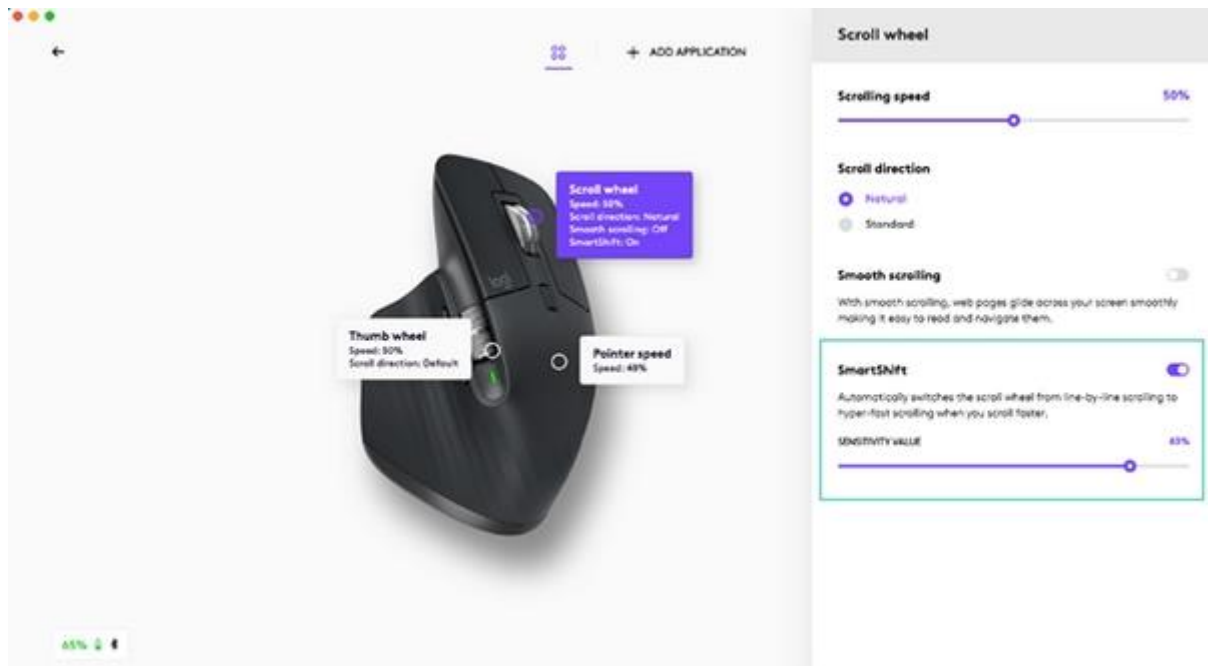 + ADD APPLICATION
Scroll wheel
Speed: 50%
Scroll direction: Natural
Smooth scrolling: Off
SmartShift: On
logi
Thumb wheel
Speed: 50%
Scroll direction: Default
Pointer speed
Speed: 49%
65%
Scroll wheel
Scrolling speed 50%
Scroll direction
Natural
Standard
Smooth scrolling
With smooth scrolling, web pages glide across your screen smoothly
making it easy to read and navigate them.
SmartShift
Automatically switches the scroll wheel from line-by-line scrolling to
hyper-fast scrolling when you scroll faster.
SENSITIVITY VALUE